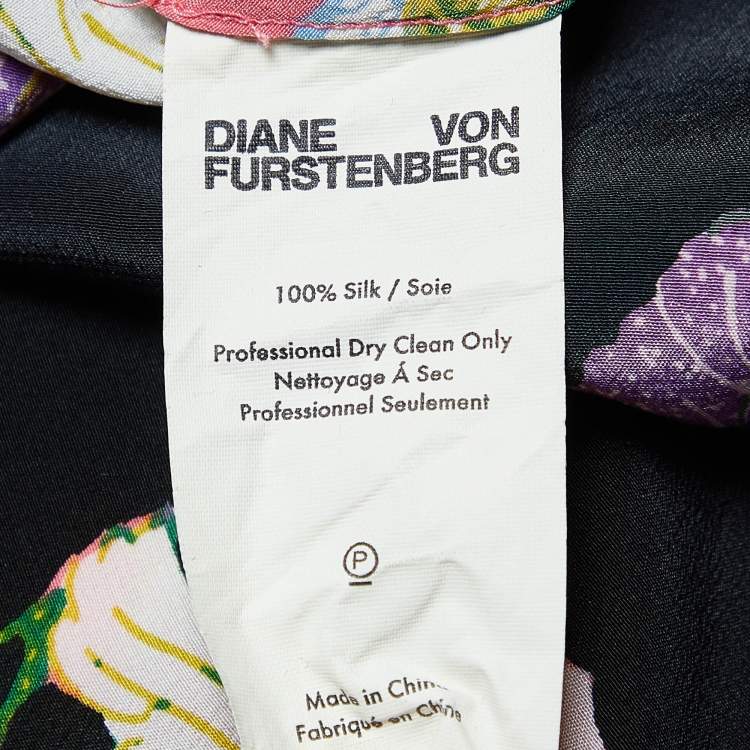 DIANE VON
FURSTENBERG
100% Silk / Soie
Professional Dry Clean Only
Nettoyage Á Sec
Professionnel Seulement
P
Made in China
Fabriqué en Chine